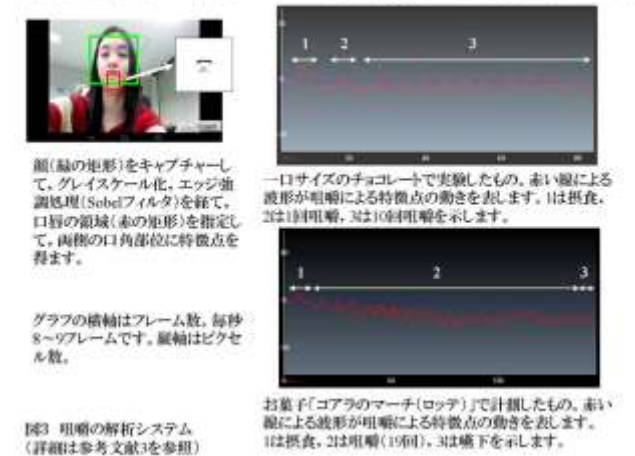 顔(緑の矩形)をキャプチャーし
て、グレイスケール化、エッジ強
調処理(Sobelフィルタ)を経て、
口唇の領域(赤の矩形)を指定し
て、両側の口角部位に特徴点を
得ます。
グラフの横軸はフレーム数。毎秒
8~9フレームです。縦軸はピクセ
ル数。
図3 咀嚼の解析システム
(詳細は参考文献3を参照)
1 2 3
一口サイズのチョコレートで実験したもの。赤い線による
波形が咀嚼による特徴点の動きを表します。1は摂食、
2は1回咀嚼、3は10回咀嚼を示します。
1 2 3
お菓子「コアラのマーチ(ロッテ)」で計測したもの。赤い
線による波形が咀嚼による特徴点の動きを表します。
1は摂食、2は咀嚼(19回)、3は嚥下を示します。